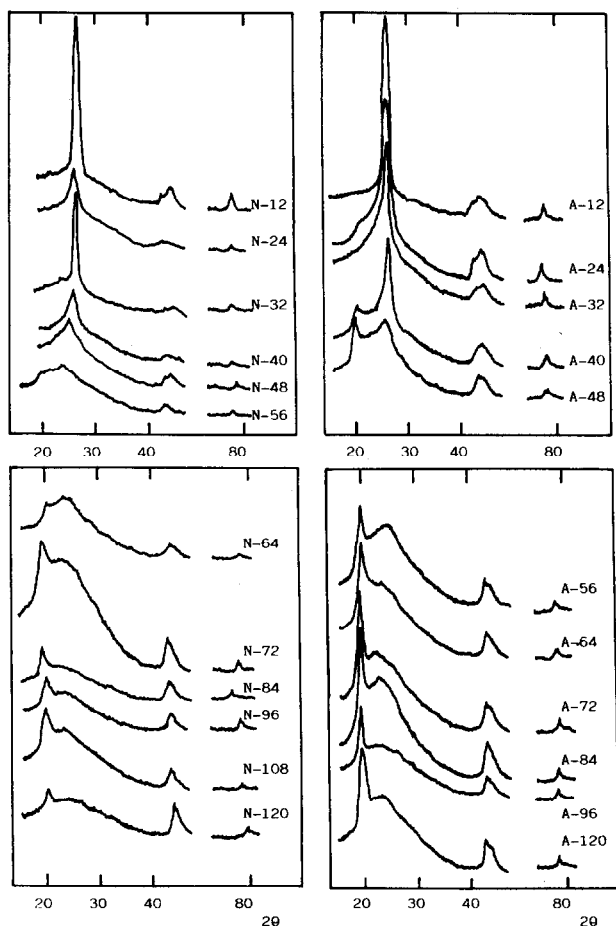 N-12
N-24
N-32
N-40
N-48
N-56
20 30 40 80
A-12
A-24
A-32
A-40
A-48
20 30 40 80
N-64
N-72
N-84
N-96
N-108
N-120
20 30 40 80
2θ
A-56
A-64
A-72
A-84
A-96
A-120
20 30 40 80
2θ